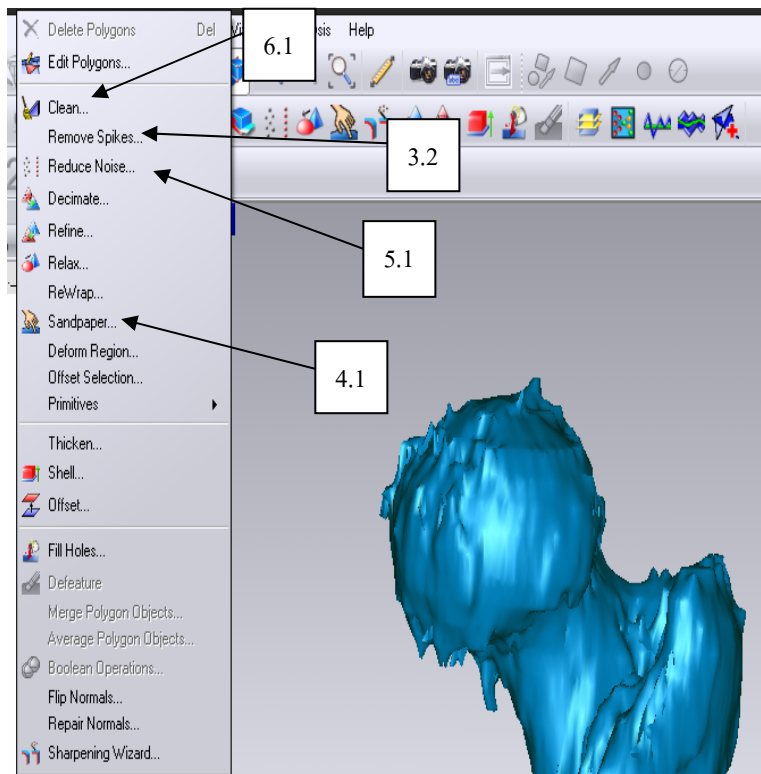 Delete Polygons Del
Help
Edit Polygons...
6.1
Clean...
Remove Spikes...
3.2
Reduce Noise...
Decimate...
Refine...
5.1
Relax...
ReWrap...
Sandpaper...
Deform Region...
4.1
Offset Selection...
Primitives
Thicken...
Shell...
Offset...
Fill Holes...
Defeature
Merge Polygon Objects...
Average Polygon Objects...
Boolean Operations...
Flip Normals...
Repair Normals...
Sharpening Wizard...